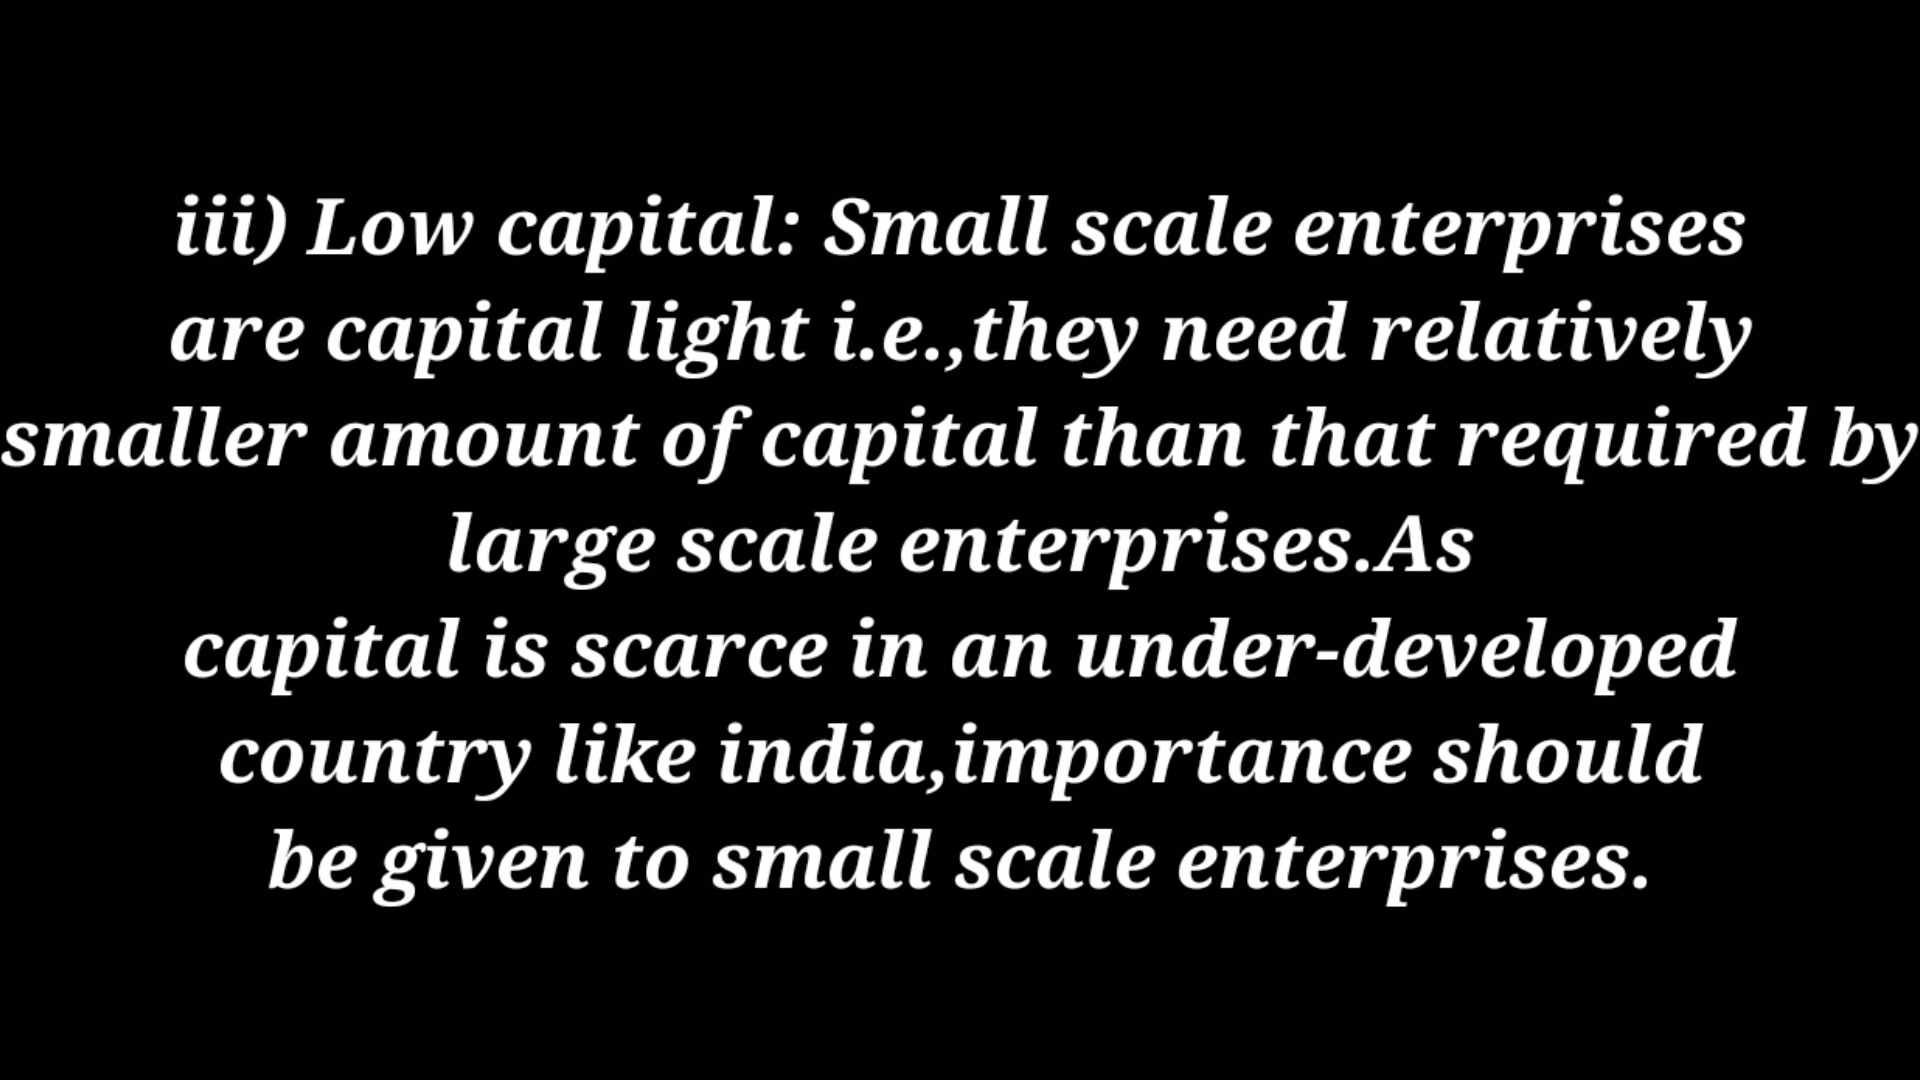 iii) Low capital: Small scale enterprises
are capital light i.e.,they need relatively
smaller amount of capital than that required by
large scale enterprises.As
capital is scarce in an under-developed
country like india,importance should
be given to small scale enterprises.